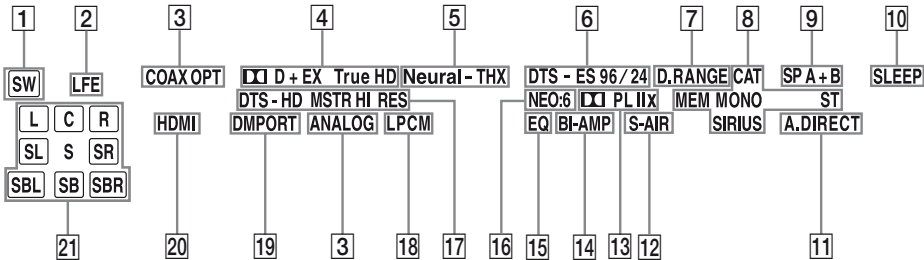 1 2 3 4 5 6 7 8 9 10
SW LFE COAX OPT D + EX True HD Neural - THX DTS - ES 96 / 24 D.RANGE CAT SP A + B SLEEP
DTS - HD MSTR HI RES NEO:6 PL IIx MEM MONO ST
L C R HDMI DMPORT ANALOG LPCM EQ BI-AMP S-AIR SIRIUS A.DIRECT
SL S SR
SBL SB SBR
21 20 19 3 18 17 16 15 14 13 12 11